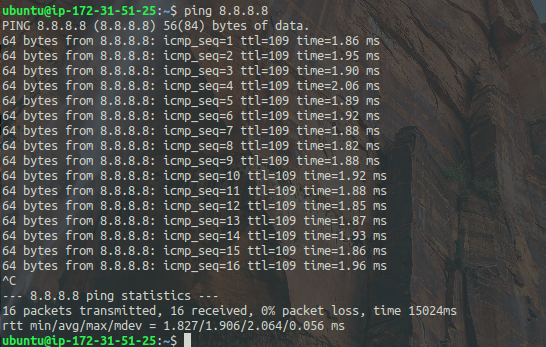 ubuntu@ip-172-31-51-25:~$ ping 8.8.8.8
PING 8.8.8.8 (8.8.8.8) 56(84) bytes of data.
64 bytes from 8.8.8.8: icmp_seq=1 ttl=109 time=1.86 ms
64 bytes from 8.8.8.8: icmp_seq=2 ttl=109 time=1.95 ms
64 bytes from 8.8.8.8: icmp_seq=3 ttl=109 time=1.90 ms
64 bytes from 8.8.8.8: icmp_seq=4 ttl=109 time=2.06 ms
64 bytes from 8.8.8.8: icmp_seq=5 ttl=109 time=1.89 ms
64 bytes from 8.8.8.8: icmp_seq=6 ttl=109 time=1.92 ms
64 bytes from 8.8.8.8: icmp_seq=7 ttl=109 time=1.88 ms
64 bytes from 8.8.8.8: icmp_seq=8 ttl=109 time=1.82 ms
64 bytes from 8.8.8.8: icmp_seq=9 ttl=109 time=1.88 ms
64 bytes from 8.8.8.8: icmp_seq=10 ttl=109 time=1.92 ms
64 bytes from 8.8.8.8: icmp_seq=11 ttl=109 time=1.88 ms
64 bytes from 8.8.8.8: icmp_seq=12 ttl=109 time=1.85 ms
64 bytes from 8.8.8.8: icmp_seq=13 ttl=109 time=1.87 ms
64 bytes from 8.8.8.8: icmp_seq=14 ttl=109 time=1.93 ms
64 bytes from 8.8.8.8: icmp_seq=15 ttl=109 time=1.86 ms
64 bytes from 8.8.8.8: icmp_seq=16 ttl=109 time=1.96 ms
^C
--- 8.8.8.8 ping statistics ---
16 packets transmitted, 16 received, 0% packet loss, time 15024ms
rtt min/avg/max/mdev = 1.827/1.906/2.064/0.056 ms
ubuntu@ip-172-31-51-25:~$